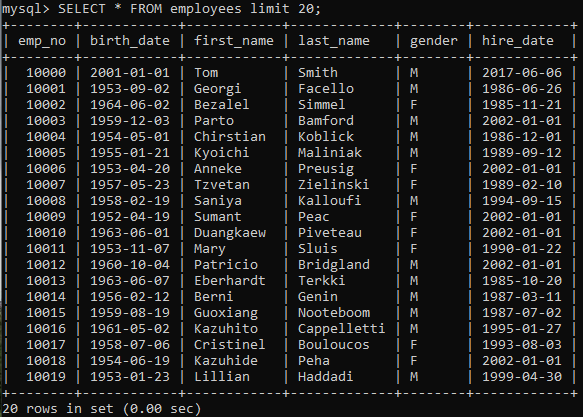 mysql> SELECT * FROM employees limit 20;
+--------+------------+------------+-------------+--------+------------+
| emp_no | birth_date | first_name | last_name   | gender | hire_date  |
+--------+------------+------------+-------------+--------+------------+
|  10000 | 2001-01-01 | Tom        | Smith       | M      | 2017-06-06 |
|  10001 | 1953-09-02 | Georgi     | Facello     | M      | 1986-06-26 |
|  10002 | 1964-06-02 | Bezalel    | Simmel      | F      | 1985-11-21 |
|  10003 | 1959-12-03 | Parto      | Bamford     | M      | 2002-01-01 |
|  10004 | 1954-05-01 | Chirstian  | Koblick     | M      | 1986-12-01 |
|  10005 | 1955-01-21 | Kyoichi    | Maliniak    | M      | 1989-09-12 |
|  10006 | 1953-04-20 | Anneke     | Preusig     | F      | 2002-01-01 |
|  10007 | 1957-05-23 | Tzvetan    | Zielinski   | F      | 1989-02-10 |
|  10008 | 1958-02-19 | Saniya     | Kalloufi    | M      | 1994-09-15 |
|  10009 | 1952-04-19 | Sumant     | Peac        | F      | 2002-01-01 |
|  10010 | 1963-06-01 | Duangkaew  | Piveteau    | F      | 2002-01-01 |
|  10011 | 1953-11-07 | Mary       | Sluis       | F      | 1990-01-22 |
|  10012 | 1960-10-04 | Patricio   | Bridgland   | M      | 2002-01-01 |
|  10013 | 1963-06-07 | Eberhardt  | Terkki      | M      | 1985-10-20 |
|  10014 | 1956-02-12 | Berni      | Genin       | M      | 1987-03-11 |
|  10015 | 1959-08-19 | Guoxiang   | Nooteboom   | M      | 1987-07-02 |
|  10016 | 1961-05-02 | Kazuhito   | Cappelletti | M      | 1995-01-27 |
|  10017 | 1958-07-06 | Cristinel  | Bouloucos   | F      | 1993-08-03 |
|  10018 | 1954-06-19 | Kazuhide   | Peha        | F      | 2002-01-01 |
|  10019 | 1953-01-23 | Lillian    | Haddadi     | M      | 1999-04-30 |
+--------+------------+------------+-------------+--------+------------+
20 rows in set (0.00 sec)